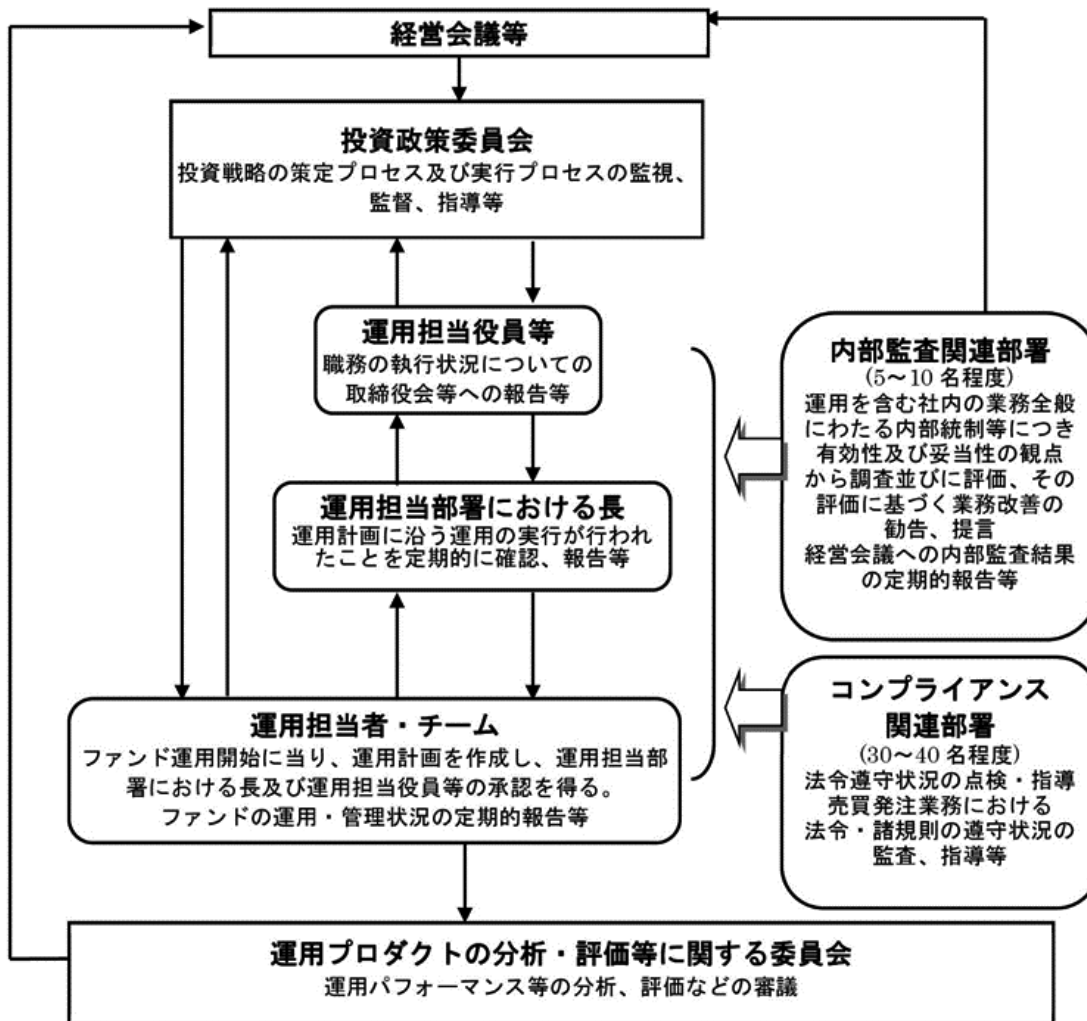 経営会議等
投資政策委員会
投資戦略の策定プロセス及び実行プロセスの監視、
監督、指導等
運用担当役員等
職務の執行状況についての
取締役会等への報告等
運用担当部署における長
運用計画に沿う運用の実行が行われ
たことを定期的に確認、報告等
運用担当者・チーム
ファンド運用開始に当り、運用計画を作成し、運用担当部
署における長及び運用担当役員等の承認を得る。
ファンドの運用・管理状況の定期的報告等
内部監査関連部署
(5～10 名程度)
運用を含む社内の業務全般
にわたる内部統制等につき
有効性及び妥当性の観点
から調査並びに評価、その
評価に基づく業務改善の
勧告、提言
経営会議への内部監査結果
の定期的報告等
コンプライアンス
関連部署
(30～40 名程度)
法令遵守状況の点検・指導
売買発注業務における
法令・諸規則の遵守状況の
監査、指導等
運用プロダクトの分析・評価等に関する委員会
運用パフォーマンス等の分析、評価などの審議